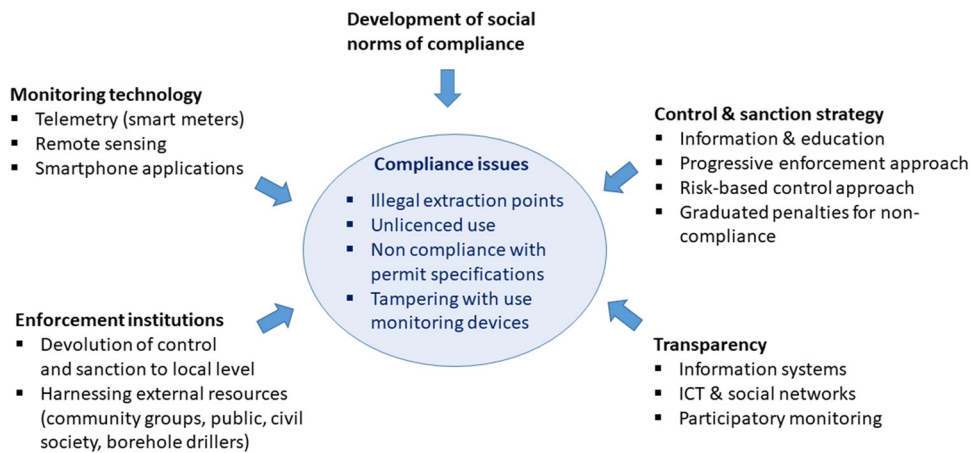 Development of social
norms of compliance
Monitoring technology
▪ Telemetry (smart meters)
▪ Remote sensing
▪ Smartphone applications
Control & sanction strategy
▪ Information & education
▪ Progressive enforcement approach
▪ Risk-based control approach
▪ Graduated penalties for non-
compliance
Compliance issues
▪ Illegal extraction points
▪ Unlicenced use
▪ Non compliance with
permit specifications
▪ Tampering with use
monitoring devices
Enforcement institutions
▪ Devolution of control
and sanction to local level
▪ Harnessing external resources
(community groups, public, civil
society, borehole drillers)
Transparency
▪ Information systems
▪ ICT & social networks
▪ Participatory monitoring